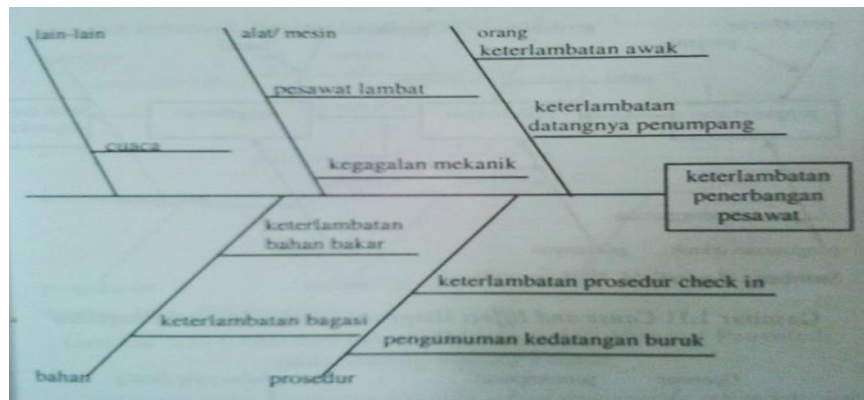 lain-lain
alat/ mesin
orang
keterlambatan awak
pesawat lambat
keterlambatan
datangnya penumpang
cuaca
kegagalan mekanik
keterlambatan
penerbangan
pesawat
keterlambatan
bahan bakar
keterlambatan prosedur check in
keterlambatan bagasi
pengumuman kedatangan buruk
bahan
prosedur